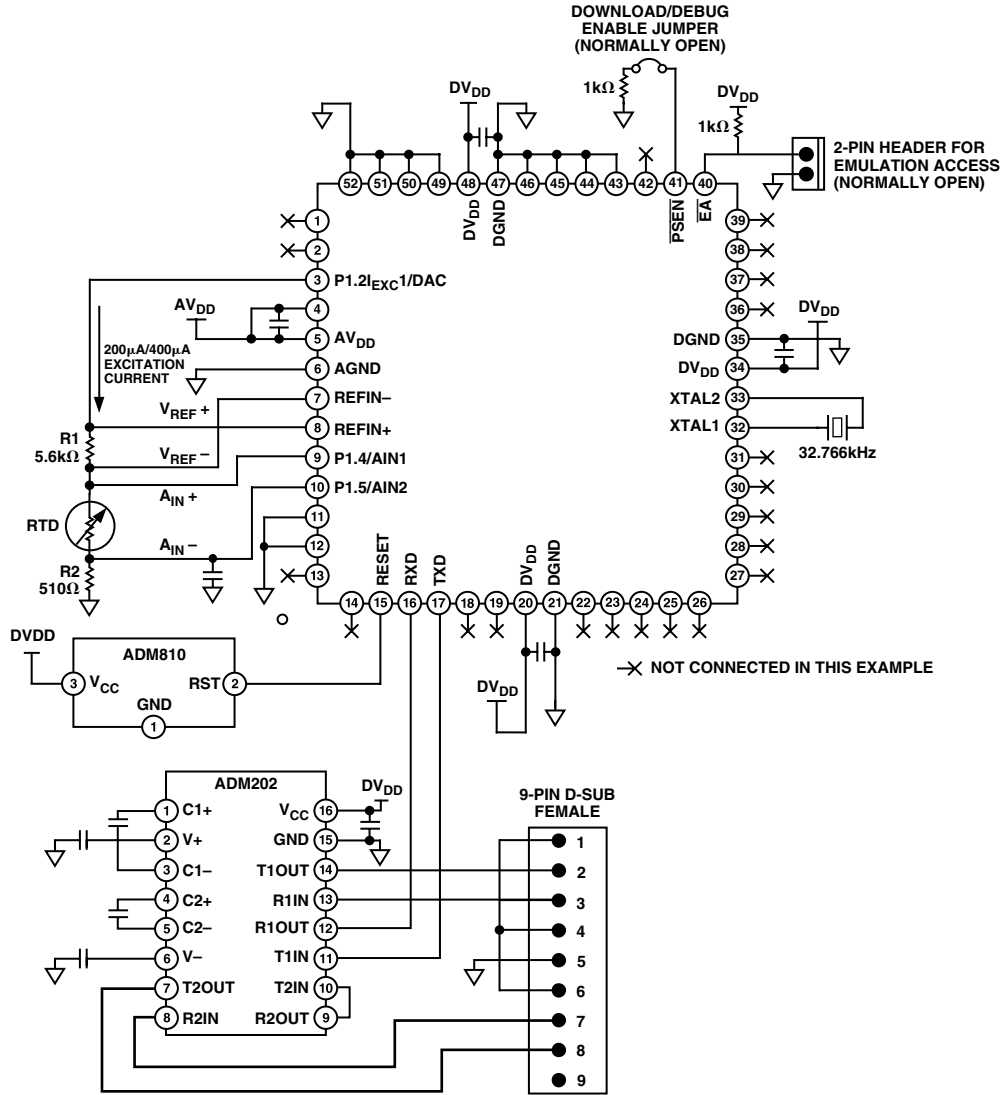 DOWNLOAD/DEBUG
ENABLE JUMPER
(NORMALLY OPEN)
1kΩ
DVDD
1kΩ
DVDD
2-PIN HEADER FOR
EMULATION ACCESS
(NORMALLY OPEN)
52 51 50 49 48 47 46 45 44 43 42 41 40
DVDD
DGND
PSEN
EA
1
2
3 P1.2IEXC1/DAC
4
AVDD
5 AVDD
6 AGND
200µA/400µA
EXCITATION
CURRENT
7 REFIN–
VREF +
8 REFIN+
R1
5.6kΩ
VREF –
9 P1.4/AIN1
AIN +
10 P1.5/AIN2
RTD
11
AIN –
12
R2
510Ω
13
39
38
37
36
DVDD
DGND 35
DVDD 34
XTAL2 33
XTAL1 32
32.766kHz
31
30
29
28
27
RESET
RXD
TXD
DVDD
DGND
14 15 16 17 18 19 20 21 22 23 24 25 26
NOT CONNECTED IN THIS EXAMPLE
DVDD
DVDD
ADM810
3 VCC
RST 2
GND
1
ADM202
DVDD
1 C1+
2 V+
3 C1–
4 C2+
5 C2–
6 V–
7 T2OUT
8 R2IN
VCC 16
GND 15
T1OUT 14
R1IN 13
R1OUT 12
T1IN 11
T2IN 10
R2OUT 9
9-PIN D-SUB
FEMALE
1
2
3
4
5
6
7
8
9